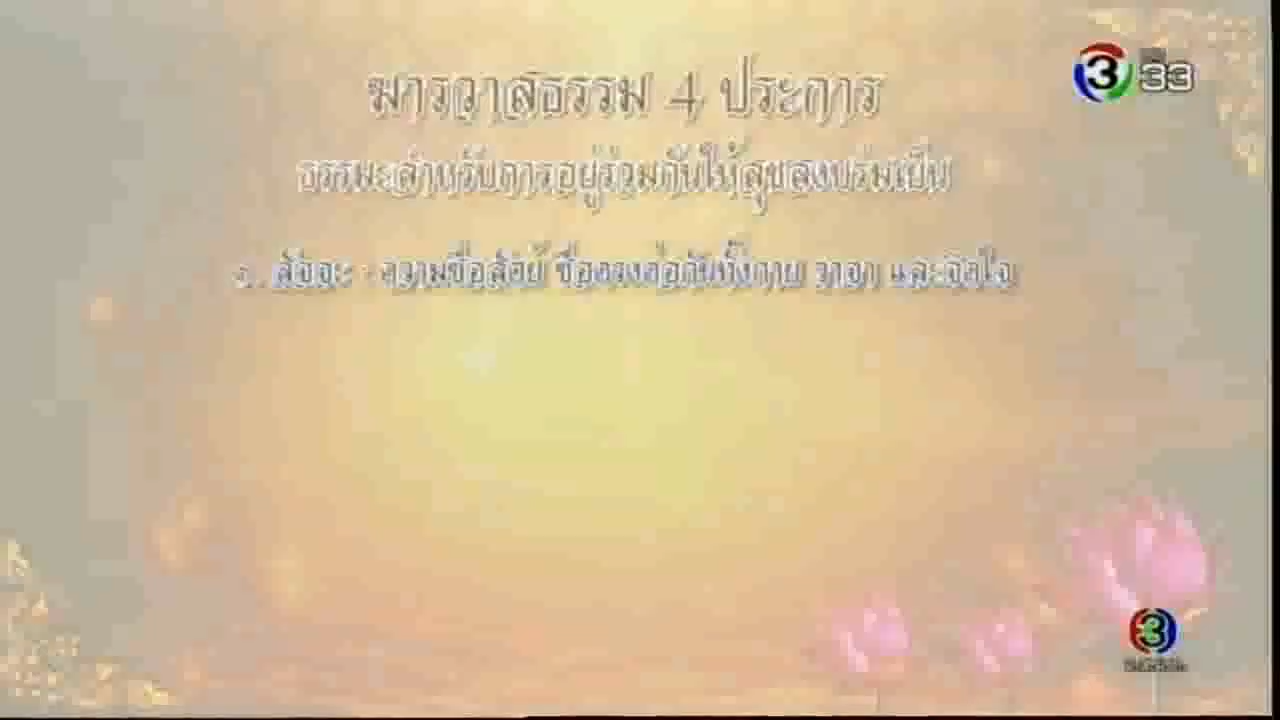 3 33
ฆารวาสธรรม 4 ประการ
ธรรมะสำหรับการอยู่ร่วมกันให้สุขสงบร่มเย็น
๑. สัจจะ - ความซื่อสัตย์ ซื่อตรงต่อกันทั้งกาย วาจา และจิตใจ
3